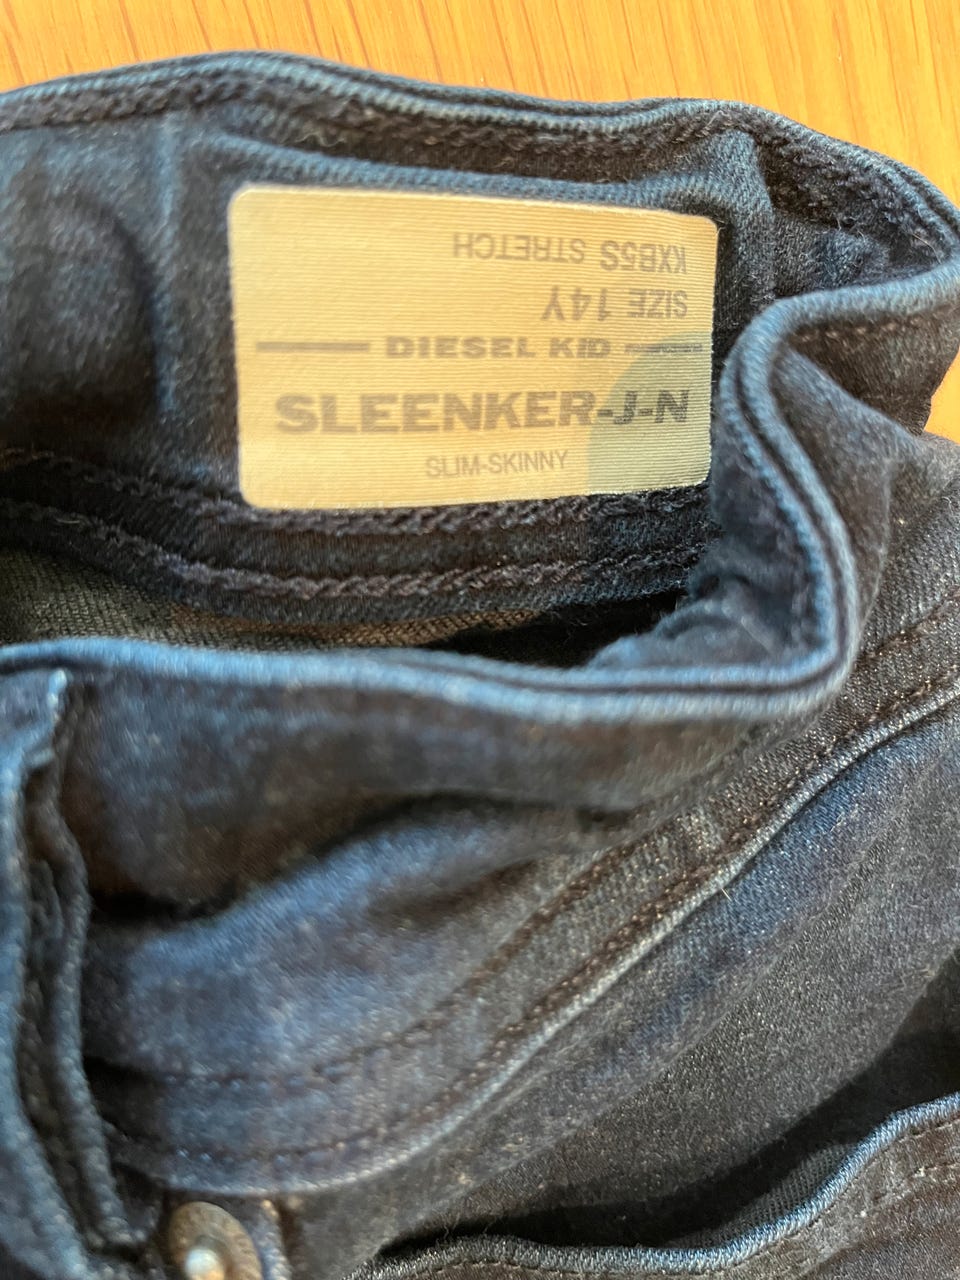 KXB5S STRETCH
SIZE 14Y
DIESEL KID
SLEENKER-J-N
SLIM-SKINNY